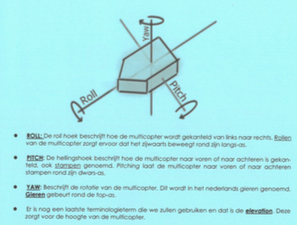 Yaw
Pitch
Roll
ROLL: De roll hoek beschrijft hoe de multicopter wordt gekanteld van links naar rechts. Rollen
van de multicopter zorgt ervoor dat het zijwaarts beweegt rond zijn langs-as.
PITCH: De hellingshoek beschrijft hoe de multicopter naar voren of naar achteren is gekan-
teld, ook stampen genoemd. Pitching laat de multicopter naar voren of naar achteren
stampen rond zijn dwars-as.
YAW: Beschrijft de rotatie van de multicopter. Dit wordt in het nederlands gieren genoemd.
Gieren gebeurt rond de top-as.
Er is nog een laatste terminologieterm die we zullen gebruiken en dat is de elevation. Deze
zorgt voor de hoogte van de multicopter.